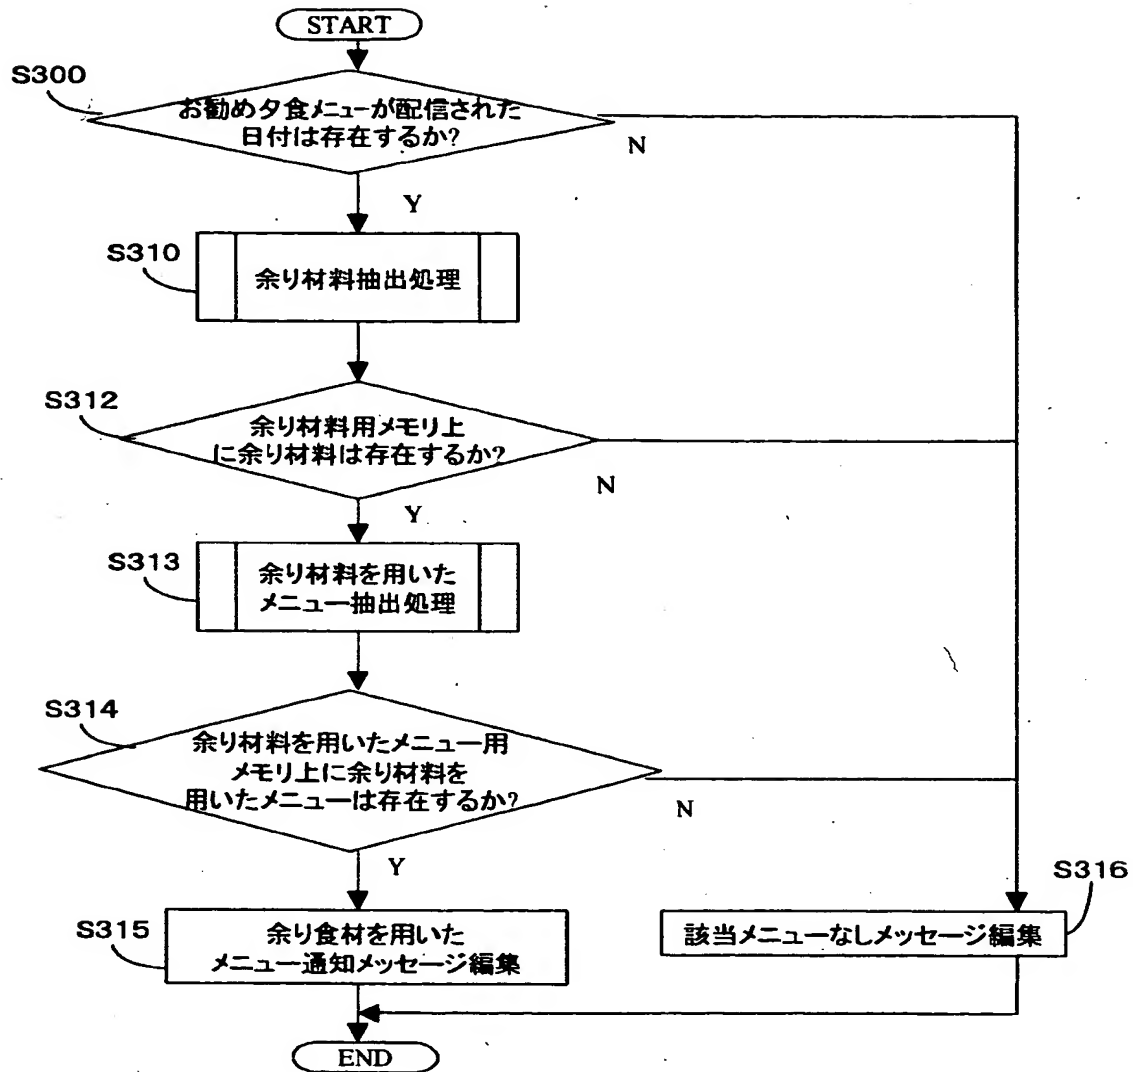 START
S300
お勧め夕食メニューが配信された
日付は存在するか?
N
Y
S310
余り材料抽出処理
S312
余り材料用メモリ上
に余り材料は存在するか?
N
Y
S313
余り材料を用いた
メニュー抽出処理
S314
余り材料を用いたメニュー用
メモリ上に余り材料を
用いたメニューは存在するか?
N
Y
S315
余り食材を用いた
メニュー通知メッセージ編集
S316
該当メニューなしメッセージ編集
END